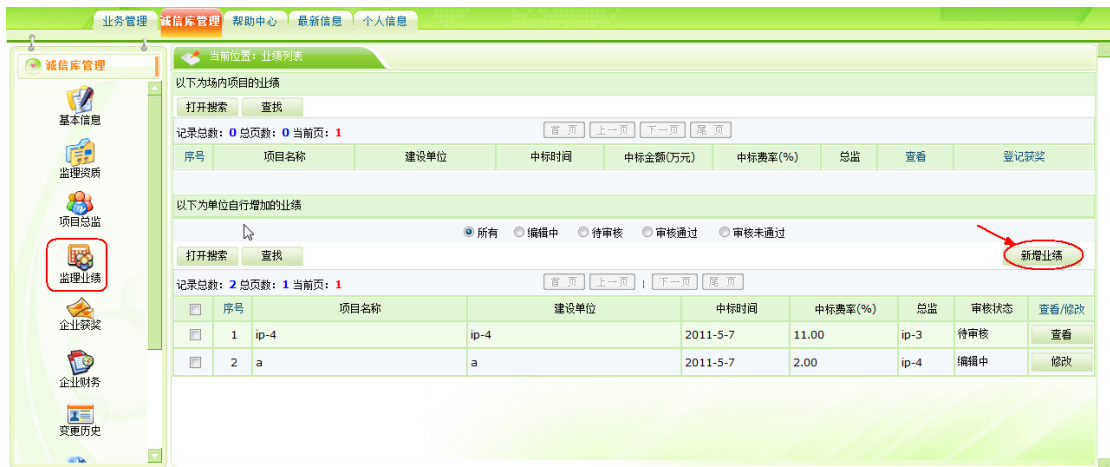 业务管理 诚信库管理 帮助中心 最新信息 个人信息
诚信库管理
基本信息
监理资质
项目总监
监理业绩
企业获奖
企业财务
变更历史
当前位置：业绩列表
以下为场内项目的业绩
打开搜索 查找
记录总数：0 总页数：0 当前页：1 首 页 上一页 下一页 尾 页
序号 项目名称 建设单位 中标时间 中标金额(万元) 中标费率(%) 总监 查看 登记获奖
以下为单位自行增加的业绩
所有 编辑中 待审核 审核通过 审核未通过
打开搜索 查找 新增业绩
记录总数：2 总页数：1 当前页：1 首 页 上一页 1 下一页 尾 页
序号 项目名称 建设单位 中标时间 中标费率(%) 总监 审核状态 查看/修改
1 ip-4 ip-4 2011-5-7 11.00 ip-3 待审核 查看
2 a a 2011-5-7 2.00 ip-4 编辑中 修改